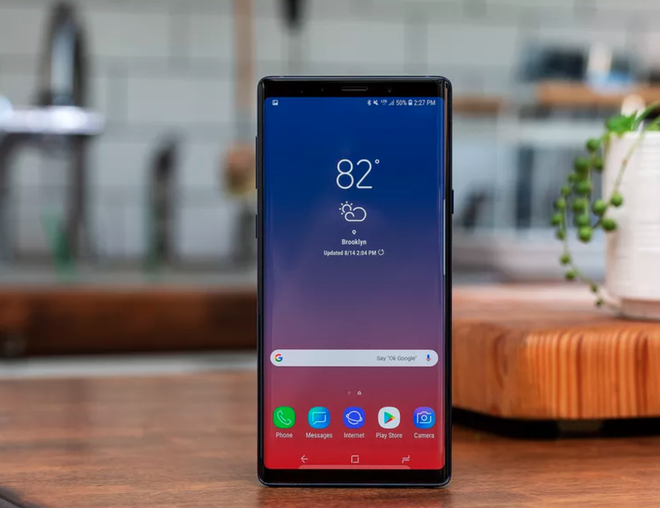 50% 2:27 PM
82°
Brooklyn
Updated 8/14 2:04 PM
Say "Ok Google"
Phone Messages Internet Play Store Camera